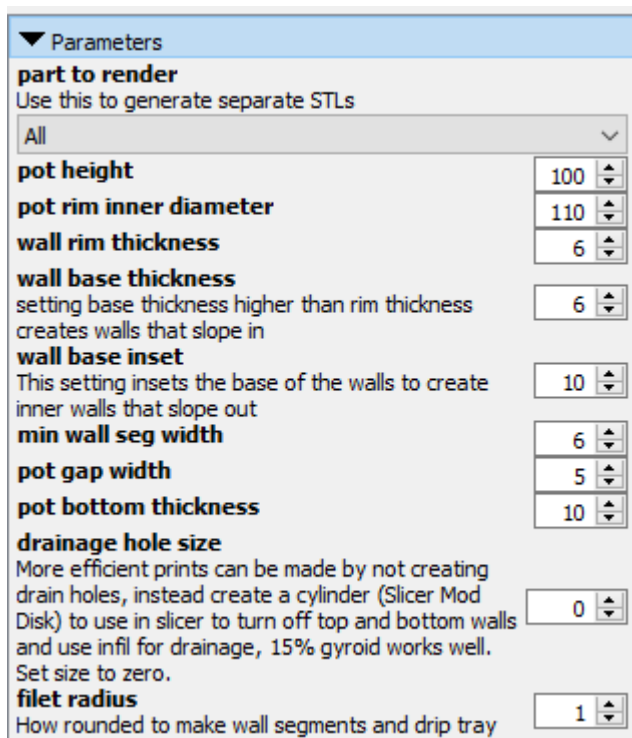 Parameters
part to render
Use this to generate separate STLs
All
pot height
100
pot rim inner diameter
110
wall rim thickness
6
wall base thickness
setting base thickness higher than rim thickness
creates walls that slope in
6
wall base inset
This setting insets the base of the walls to create
inner walls that slope out
10
min wall seg width
6
pot gap width
5
pot bottom thickness
10
drainage hole size
More efficient prints can be made by not creating
drain holes, instead create a cylinder (Slicer Mod
Disk) to use in slicer to turn off top and bottom walls
and use infil for drainage, 15% gyroid works well.
Set size to zero.
0
filet radius
How rounded to make wall segments and drip tray
1